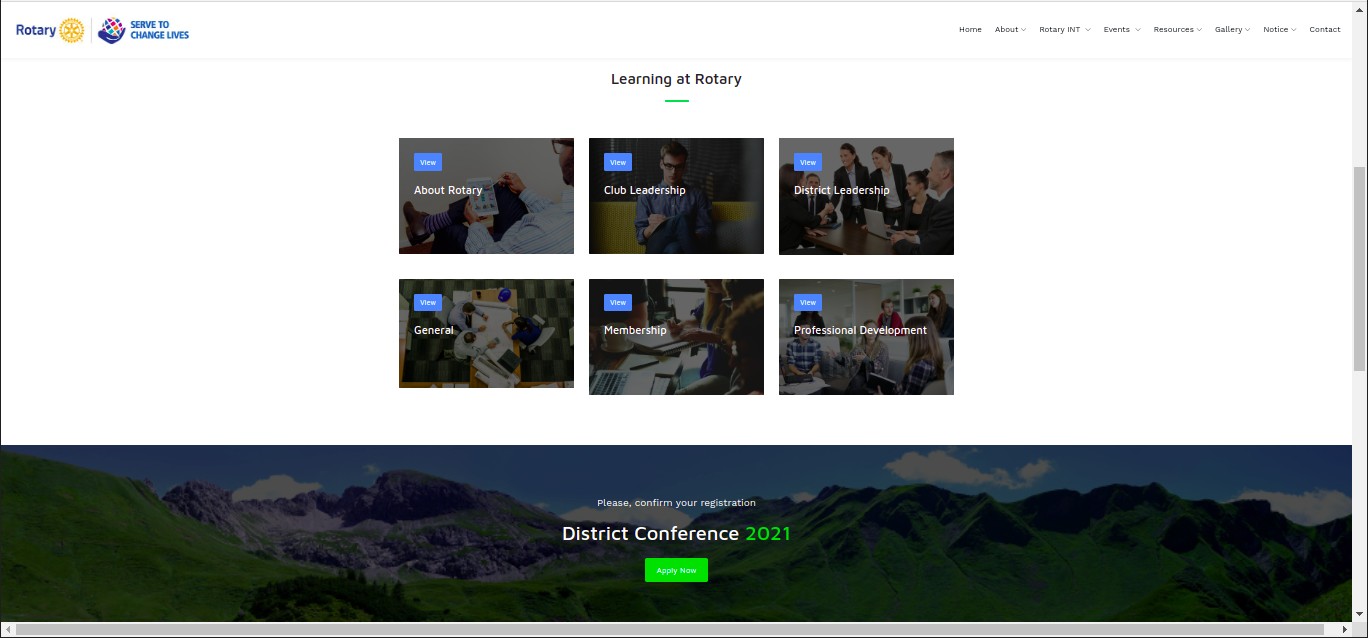 Rotary
SERVE TO
CHANGE LIVES
Home About Rotary INT Events Resources Gallery Notice Contact
Learning at Rotary
View
About Rotary
View
Club Leadership
View
District Leadership
View
General
View
Membership
View
Professional Development
Please, confirm your registration
District Conference 2021
Apply Now